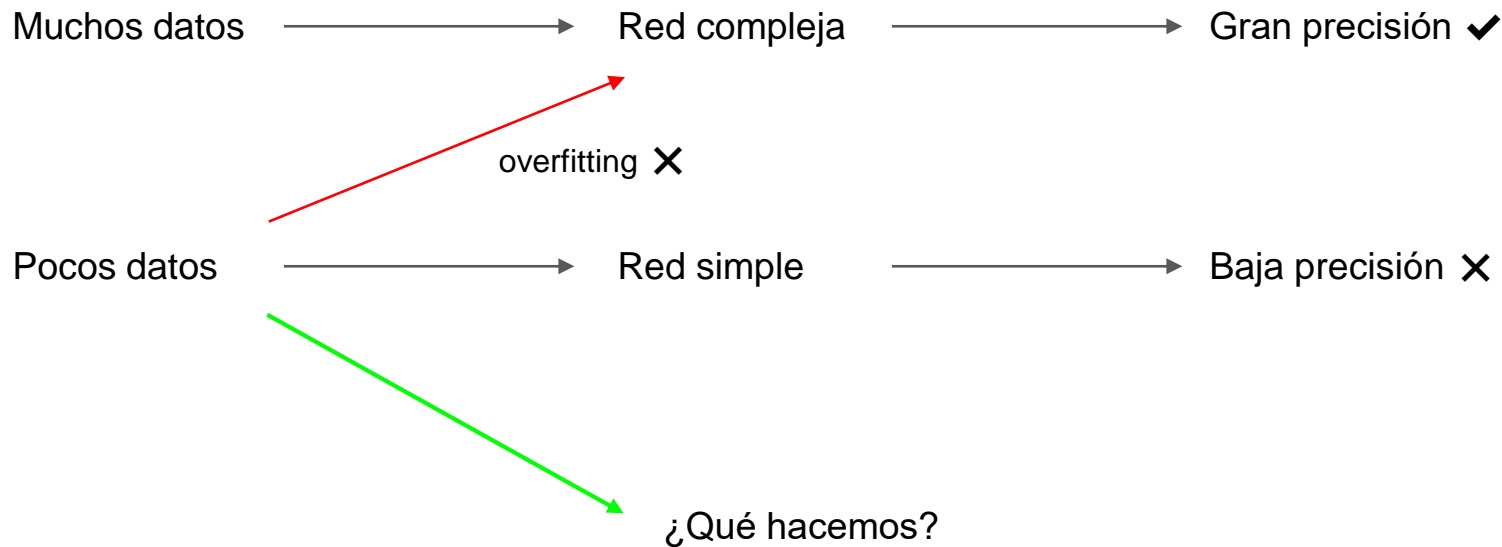 Muchos datos Red compleja Gran precisión ✔
overfitting ✕
Pocos datos Red simple Baja precisión ✕
¿Qué hacemos?